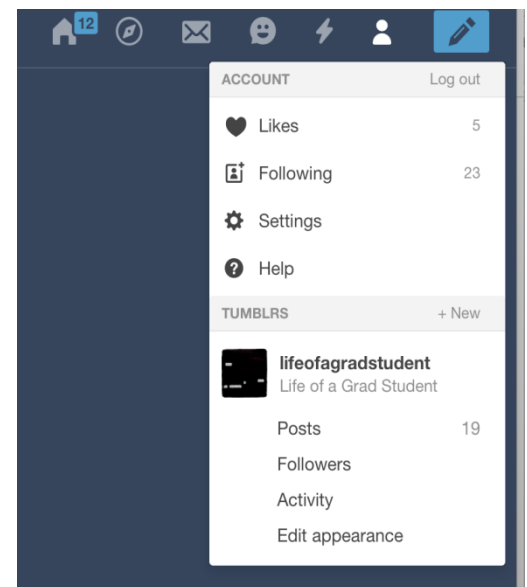 12
ACCOUNT Log out
Likes 5
Following 23
Settings
Help
TUMBLRS + New
lifeofagradstudent
Life of a Grad Student
Posts 19
Followers
Activity
Edit appearance